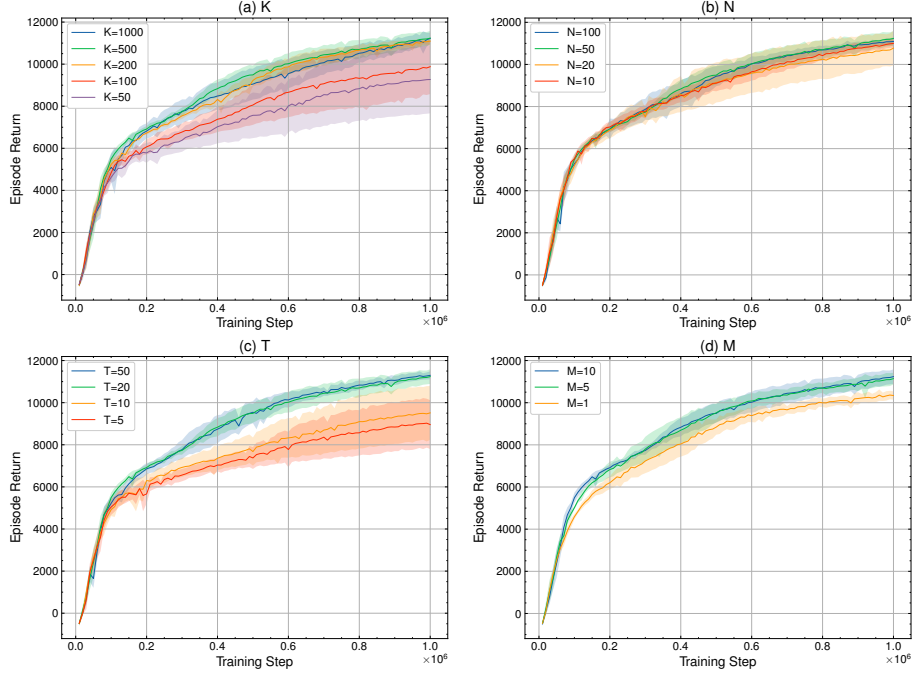 (a) K
K=1000
K=500
K=200
K=100
K=50
12000
10000
8000
6000
4000
2000
0
Episode Return
0.0 0.2 0.4 0.6 0.8 1.0
×10⁶
Training Step
(b) N
N=100
N=50
N=20
N=10
12000
10000
8000
6000
4000
2000
0
Episode Return
0.0 0.2 0.4 0.6 0.8 1.0
×10⁶
Training Step
(c) T
T=50
T=20
T=10
T=5
12000
10000
8000
6000
4000
2000
0
Episode Return
0.0 0.2 0.4 0.6 0.8 1.0
×10⁶
Training Step
(d) M
M=10
M=5
M=1
12000
10000
8000
6000
4000
2000
0
Episode Return
0.0 0.2 0.4 0.6 0.8 1.0
×10⁶
Training Step